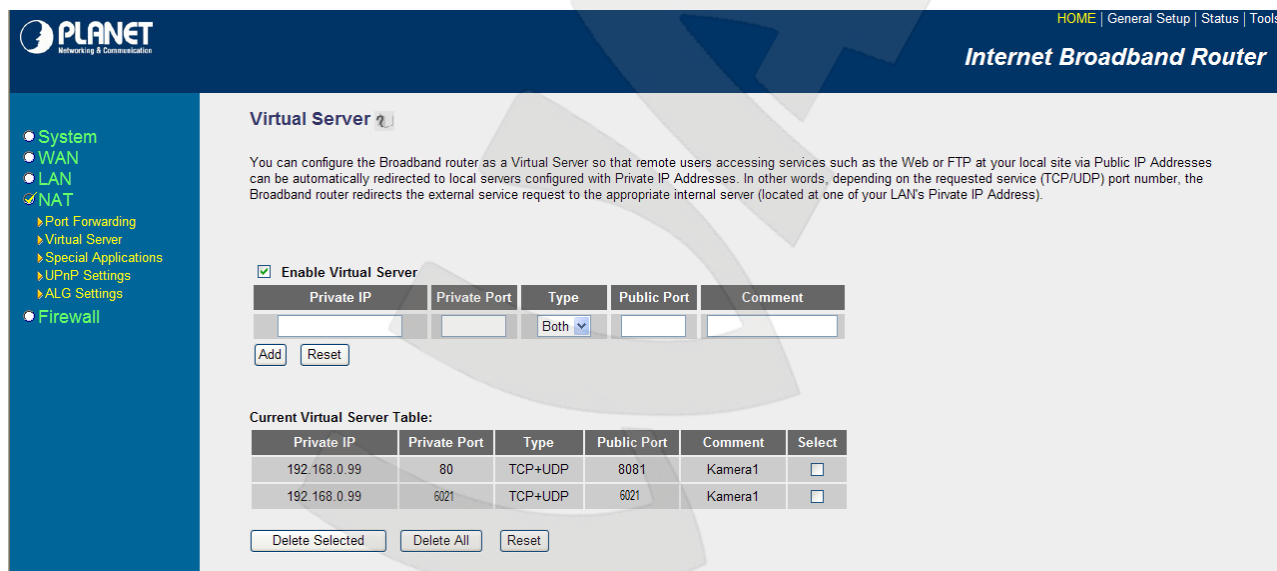 PLANET
Networking & Communication
HOME | General Setup | Status | Tools
Internet Broadband Router
System
WAN
LAN
NAT
Port Forwarding
Virtual Server
Special Applications
UPnP Settings
ALG Settings
Firewall
Virtual Server
You can configure the Broadband router as a Virtual Server so that remote users accessing services such as the Web or FTP at your local site via Public IP Addresses
can be automatically redirected to local servers configured with Private IP Addresses. In other words, depending on the requested service (TCP/UDP) port number, the
Broadband router redirects the external service request to the appropriate internal server (located at one of your LAN's Pivate IP Address).
Enable Virtual Server
Private IP Private Port Type Public Port Comment
Both
Add Reset
Current Virtual Server Table:
Private IP Private Port Type Public Port Comment Select
192.168.0.99 80 TCP+UDP 8081 Kamera1
192.168.0.99 6021 TCP+UDP 6021 Kamera1
Delete Selected Delete All Reset